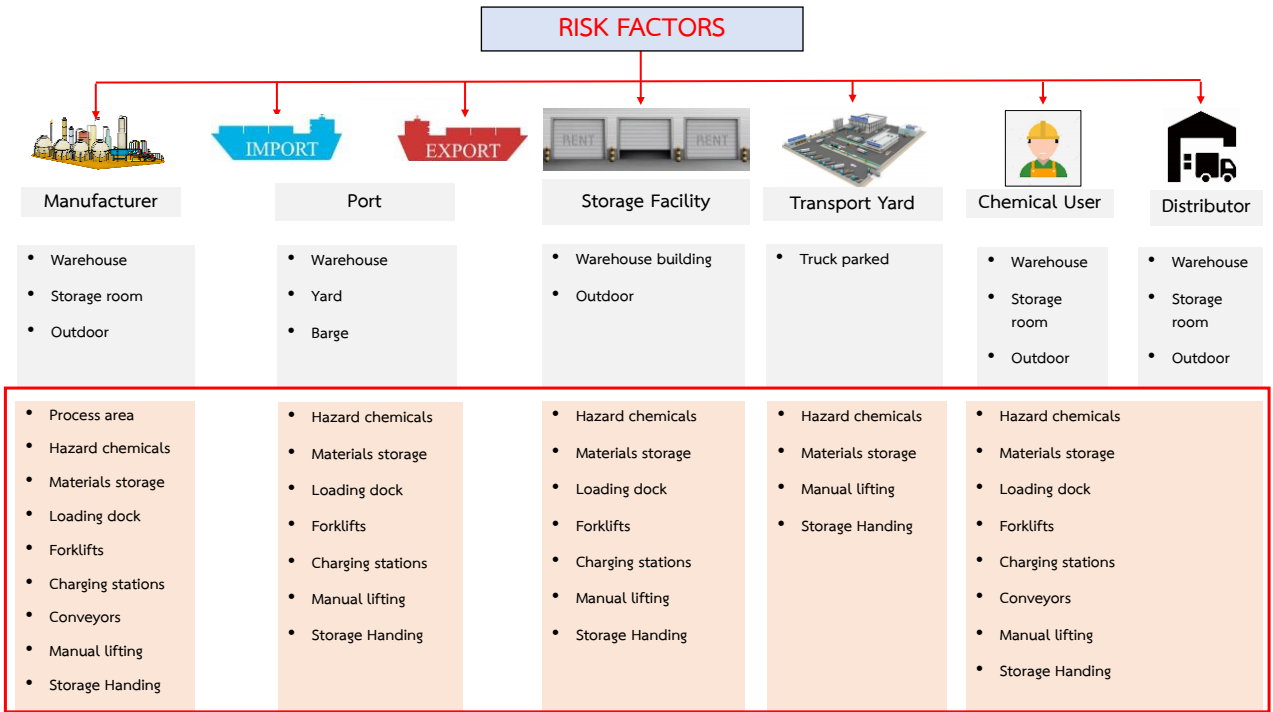 RISK FACTORS
IMPORT
EXPORT
RENT
RENT
Manufacturer
Port
Storage Facility
Transport Yard
Chemical User
Distributor
• Warehouse
• Storage room
• Outdoor
• Warehouse
• Yard
• Barge
• Warehouse building
• Outdoor
• Truck parked
• Warehouse
• Storage
room
• Outdoor
• Warehouse
• Storage
room
• Outdoor
• Process area
• Hazard chemicals
• Materials storage
• Loading dock
• Forklifts
• Charging stations
• Conveyors
• Manual lifting
• Storage Handing
• Hazard chemicals
• Materials storage
• Loading dock
• Forklifts
• Charging stations
• Manual lifting
• Storage Handing
• Hazard chemicals
• Materials storage
• Loading dock
• Forklifts
• Charging stations
• Manual lifting
• Storage Handing
• Hazard chemicals
• Materials storage
• Manual lifting
• Storage Handing
• Hazard chemicals
• Materials storage
• Loading dock
• Forklifts
• Charging stations
• Conveyors
• Manual lifting
• Storage Handing